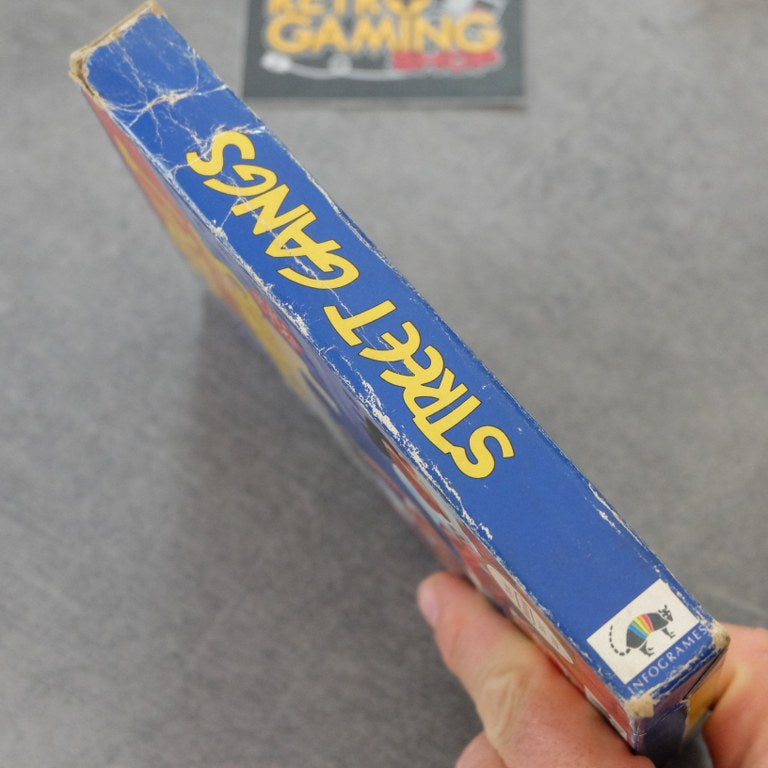 RETRO
GAMING
SHOP
STREET GANGS
INFOGRAMES